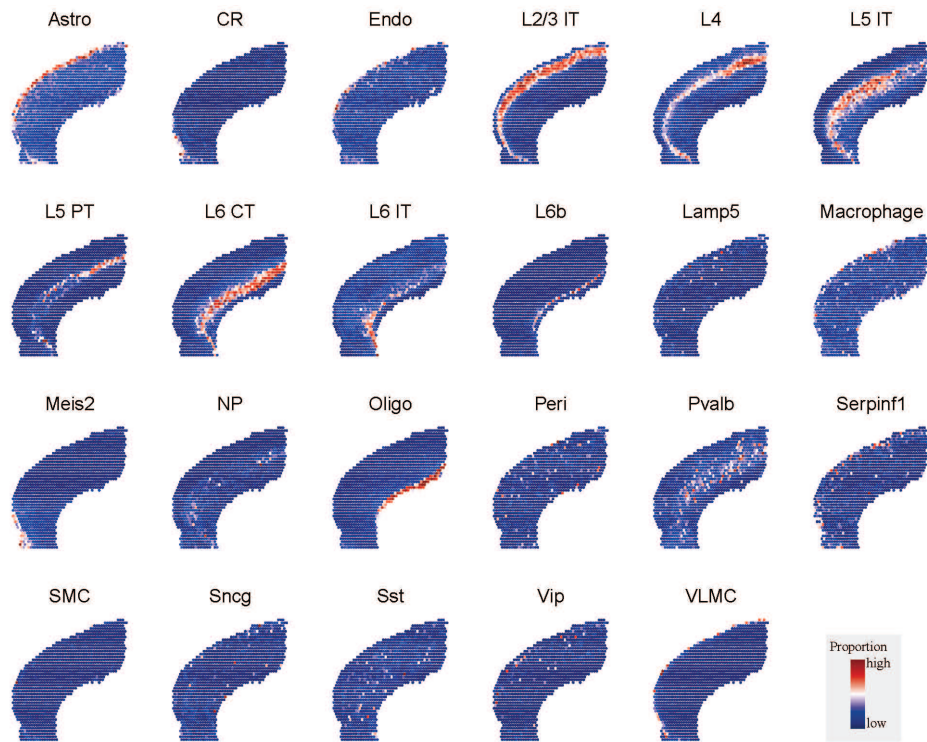 Astro CR Endo L2/3 IT L4 L5 IT
L5 PT L6 CT L6 IT L6b Lamp5 Macrophage
Meis2 NP Oligo Peri Pvalb Serpinf1
SMC Sncg Sst Vip VLMC
Proportion
high
low